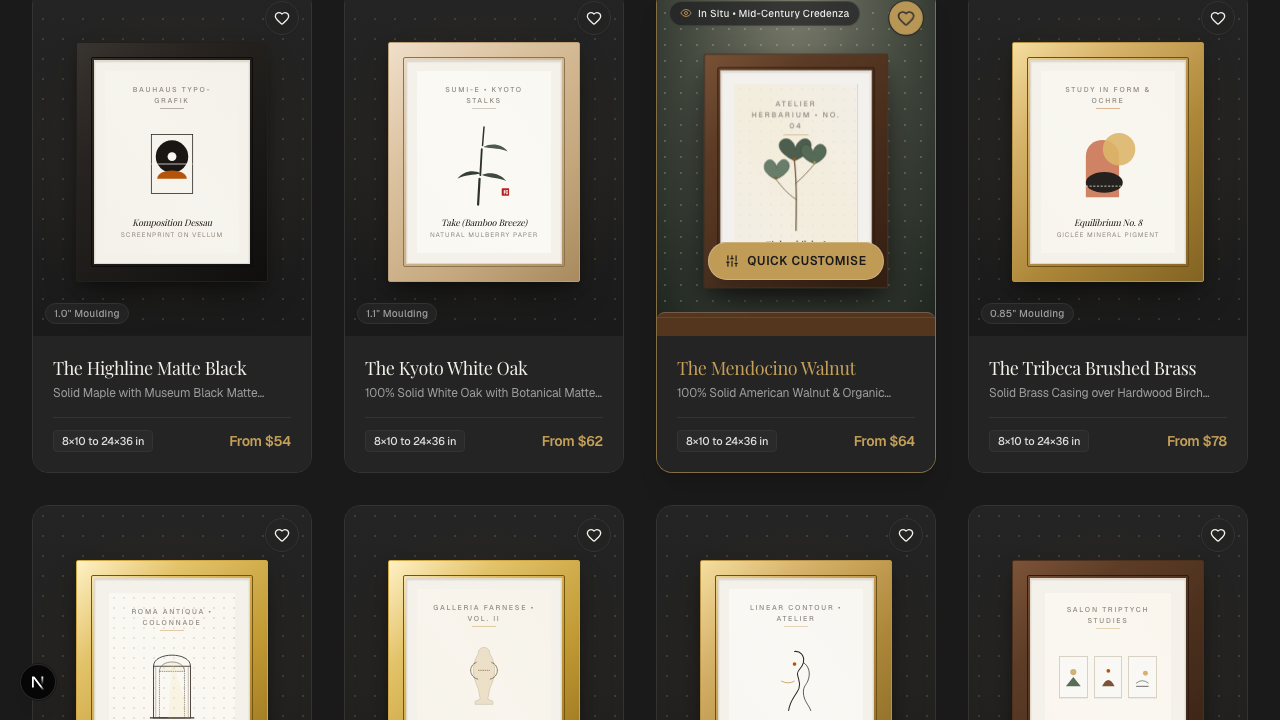 In Situ • Mid-Century Credenza
BAUHAUS TYPO-
GRAFIK
Komposition Dessau
SCREENPRINT ON VELLUM
1.0" Moulding
The Highline Matte Black
Solid Maple with Museum Black Matte...
8×10 to 24×36 in
From $54
SUMI-E • KYOTO
STALKS
Take (Bamboo Breeze)
NATURAL MULBERRY PAPER
1.1" Moulding
The Kyoto White Oak
100% Solid White Oak with Botanical Matte...
8×10 to 24×36 in
From $62
ATELIER
HERBARIUM • NO.
04
QUICK CUSTOMISE
The Mendocino Walnut
100% Solid American Walnut & Organic...
8×10 to 24×36 in
From $64
STUDY IN FORM &
OCHRE
Equilibrium No. 8
GICLÉE MINERAL PIGMENT
0.85" Moulding
The Tribeca Brushed Brass
Solid Brass Casing over Hardwood Birch...
8×10 to 24×36 in
From $78
ROMA ANTIQUA •
COLONNADE
GALLERIA FARNESE •
VOL. II
LINEAR CONTOUR •
ATELIER
SALON TRIPTYCH
STUDIES
N